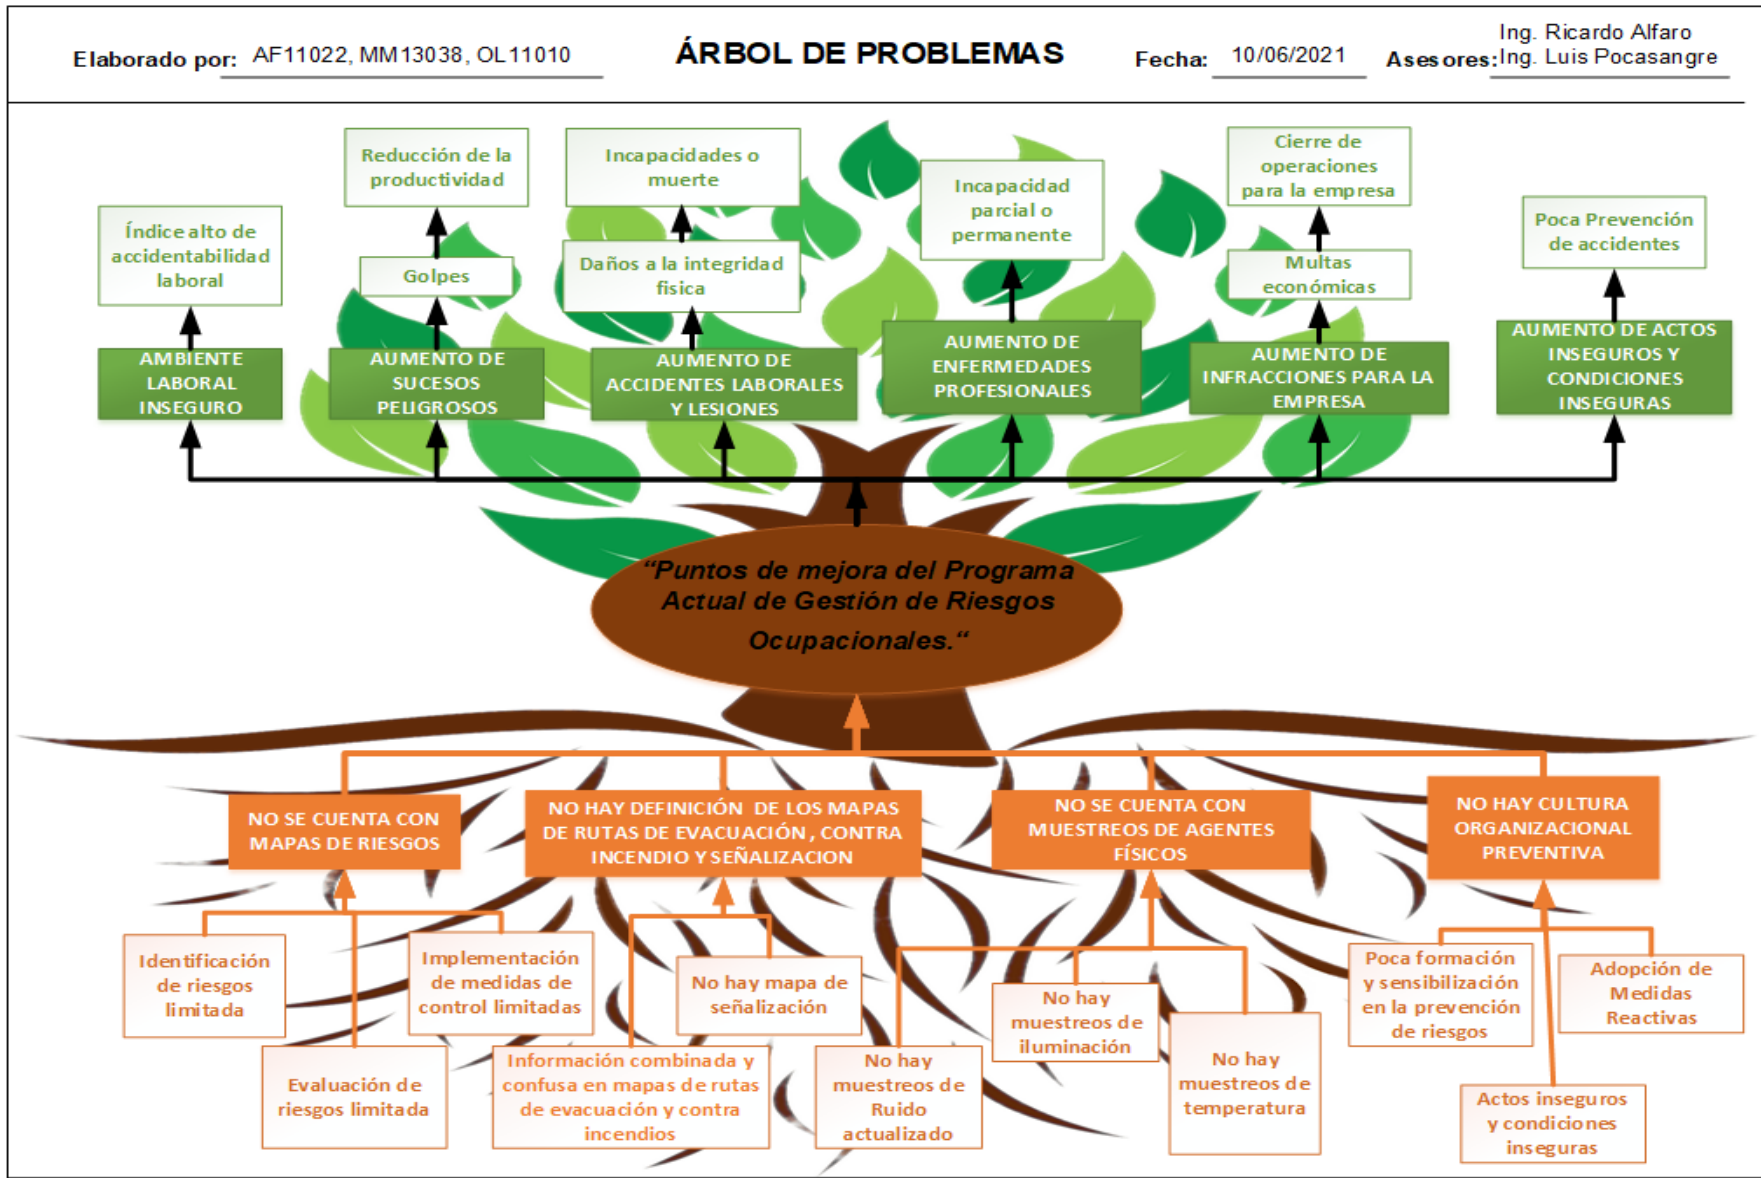 Elaborado por: AF11022, MM13038, OL11010
ÁRBOL DE PROBLEMAS
Fecha: 10/06/2021
Asesores:
Ing. Ricardo Alfaro
Ing. Luis Pocasangre
Índice alto de
accidentabilidad
laboral
Reducción de la
productividad
Golpes
Incapacidades o
muerte
Daños a la integridad
fisica
Incapacidad
parcial o
permanente
Cierre de
operaciones
para la empresa
Multas
económicas
Poca Prevención
de accidentes
AMBIENTE
LABORAL
INSEGURO
AUMENTO DE
SUCESOS
PELIGROSOS
AUMENTO DE
ACCIDENTES LABORALES
Y LESIONES
AUMENTO DE
ENFERMEDADES
PROFESIONALES
AUMENTO DE
INFRACCIONES PARA LA
EMPRESA
AUMENTO DE ACTOS
INSEGUROS Y
CONDICIONES
INSEGURAS
“Puntos de mejora del Programa
Actual de Gestión de Riesgos
Ocupacionales.“
NO SE CUENTA CON
MAPAS DE RIESGOS
NO HAY DEFINICIÓN DE LOS MAPAS
DE RUTAS DE EVACUACIÓN , CONTRA
INCENDIO Y SEÑALIZACION
NO SE CUENTA CON
MUESTREOS DE AGENTES
FÍSICOS
NO HAY CULTURA
ORGANIZACIONAL
PREVENTIVA
Identificación
de riesgos
limitada
Evaluación de
riesgos limitada
Implementación
de medidas de
control limitadas
Información combinada y
confusa en mapas de rutas
de evacuación y contra
incendios
No hay mapa de
señalización
No hay
muestreos de
Ruido
actualizado
No hay
muestreos de
iluminación
No hay
muestreos de
temperatura
Poca formación
y sensibilización
en la prevención
de riesgos
Actos inseguros
y condiciones
inseguras
Adopción de
Medidas
Reactivas